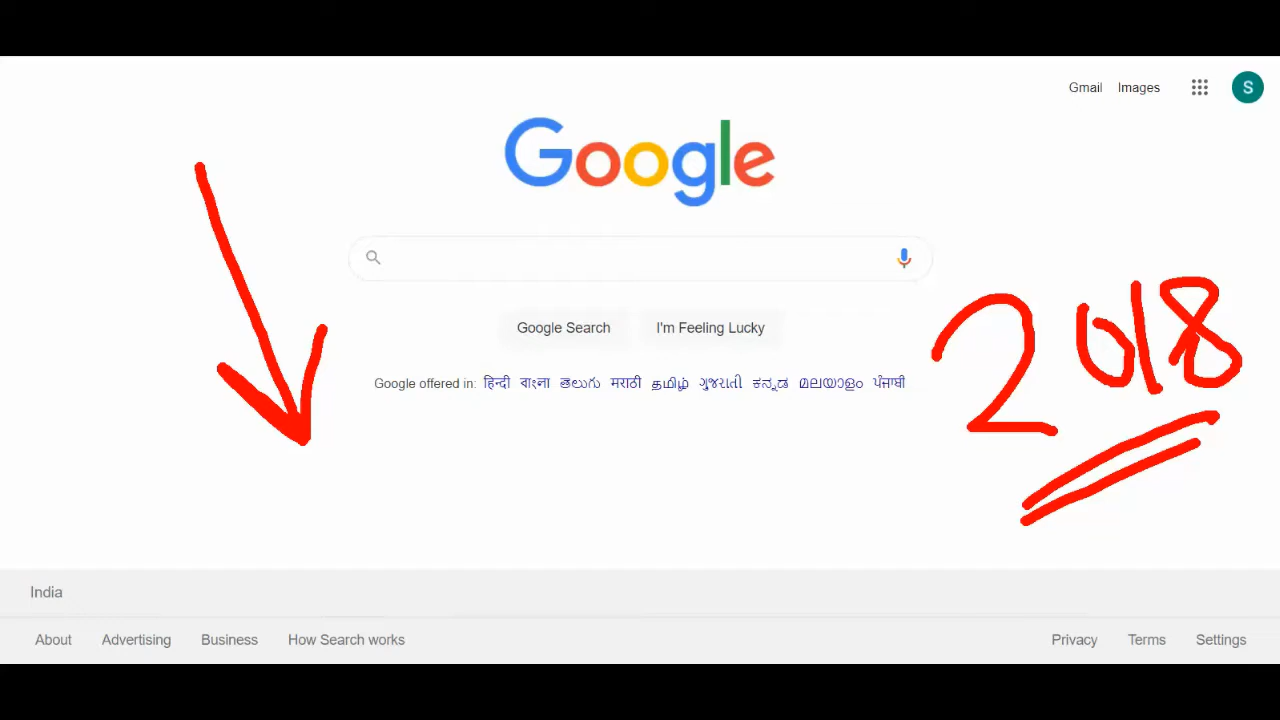 Gmail Images S
Google
Google Search I'm Feeling Lucky
2018
Google offered in: हिन्दी বাংলা తెలుగు मराठी தமிழ் ગુજરાતી ಕನ್ನಡ മലയാളം ਪੰਜਾਬੀ
India
About Advertising Business How Search works Privacy Terms Settings